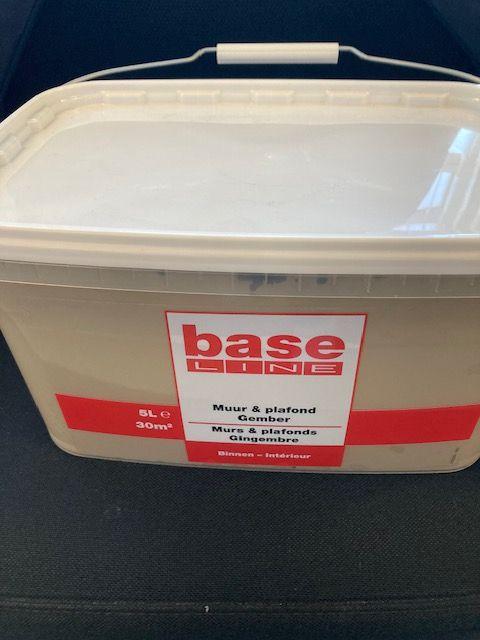 base
LINE
5L e
30m²
Muur & plafond
Gember
Murs & plafonds
Gingembre
Binnen – Intérieur